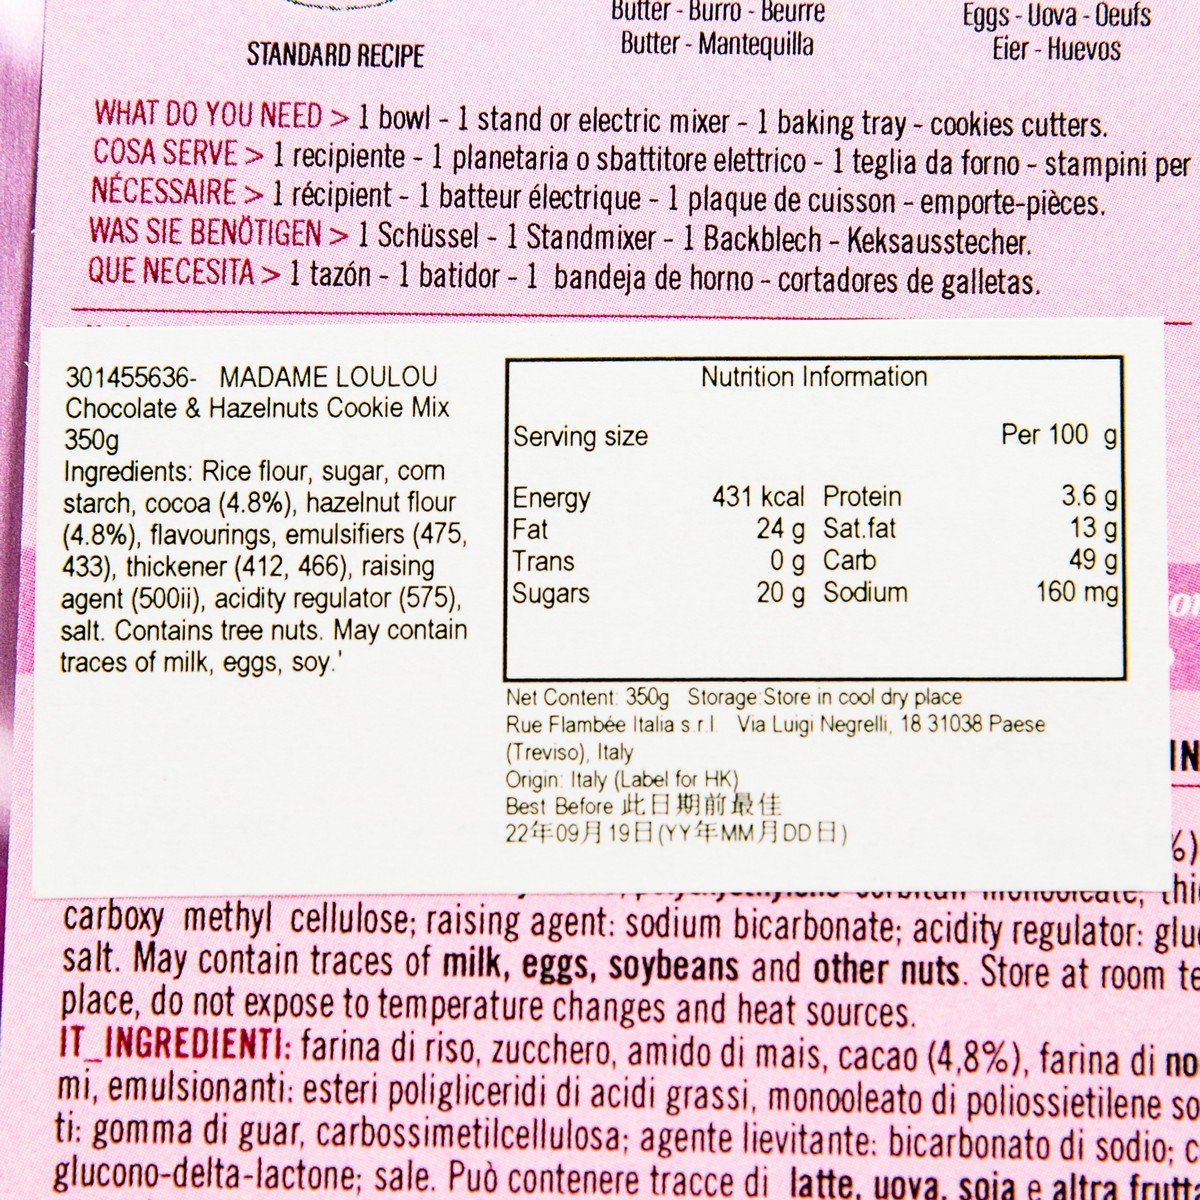 Butter - Burro - Beurre
Butter - Mantequilla
Eggs - Uova - Oeufs
Eier - Huevos
STANDARD RECIPE
WHAT DO YOU NEED > 1 bowl - 1 stand or electric mixer - 1 baking tray - cookies cutters.
COSA SERVE > 1 recipiente - 1 planetaria o sbattitore elettrico - 1 teglia da forno - stampini per
NÉCESSAIRE > 1 récipient - 1 batteur électrique - 1 plaque de cuisson - emporte-pièces.
WAS SIE BENÖTIGEN > 1 Schüssel - 1 Standmixer - 1 Backblech - Keksausstecher.
QUE NECESITA > 1 tazón - 1 batidor - 1 bandeja de horno - cortadores de galletas.
301455636- MADAME LOULOU
Chocolate & Hazelnuts Cookie Mix
350g
Ingredients: Rice flour, sugar, corn
starch, cocoa (4.8%), hazelnut flour
(4.8%), flavourings, emulsifiers (475,
433), thickener (412, 466), raising
agent (500ii), acidity regulator (575),
salt. Contains tree nuts. May contain
traces of milk, eggs, soy.'
Nutrition Information
Serving size Per 100 g
Energy 431 kcal Protein 3.6 g
Fat 24 g Sat.fat 13 g
Trans 0 g Carb 49 g
Sugars 20 g Sodium 160 mg
Net Content: 350g Storage:Store in cool dry place
Rue Flambée Italia s.r.l. Via Luigi Negrelli, 18 31038 Paese
(Treviso), Italy
Origin: Italy (Label for HK)
Best Before 此日期前最佳
22年09月19日(YY年MM月DD日)
IN
carboxy methyl cellulose; raising agent: sodium bicarbonate; acidity regulator: glu
salt. May contain traces of milk, eggs, soybeans and other nuts. Store at room te
place, do not expose to temperature changes and heat sources.
IT_INGREDIENTI: farina di riso, zucchero, amido di mais, cacao (4,8%), farina di no
mi, emulsionanti: esteri poligliceridi di acidi grassi, monooleato di poliossietilene so
ti: gomma di guar, carbossimetilcellulosa; agente lievitante: bicarbonato di sodio; c
glucono-delta-lactone; sale. Può contenere tracce di latte, uova, soia e altra frutt